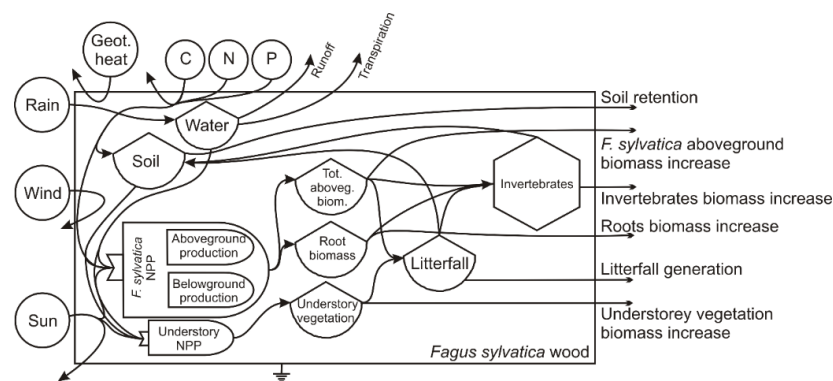 Geot.
heat
C
N
P
Runoff
Transpiration
Rain
Water
Soil retention
Soil
F. sylvatica aboveground
biomass increase
Tot.
aboveg.
biom.
Invertebrates
Wind
Invertebrates biomass increase
Roots biomass increase
F. sylvatica
NPP
Aboveground
production
Root
biomass
Litterfall
Litterfall generation
Belowground
production
Understory
vegetation
Understorey vegetation
biomass increase
Sun
Understory
NPP
Fagus sylvatica wood